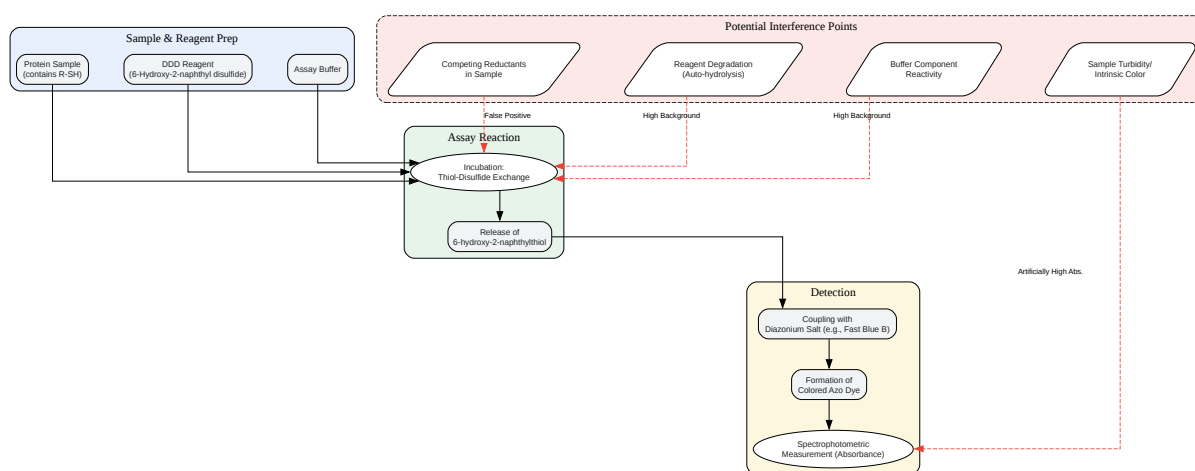 Sample & Reagent Prep
Protein Sample
(contains R-SH)
DDD Reagent
(6-Hydroxy-2-naphthyl disulfide)
Assay Buffer
Potential Interference Points
Competing Reductants
in Sample
Reagent Degradation
(Auto-hydrolysis)
Buffer Component
Reactivity
Sample Turbidity/
Intrinsic Color
False Positive
High Background
High Background
Assay Reaction
Incubation:
Thiol-Disulfide Exchange
Release of
6-hydroxy-2-naphthylthiol
Artificially High Abs.
Detection
Coupling with
Diazonium Salt (e.g., Fast Blue B)
Formation of
Colored Azo Dye
Spectrophotometric
Measurement (Absorbance)